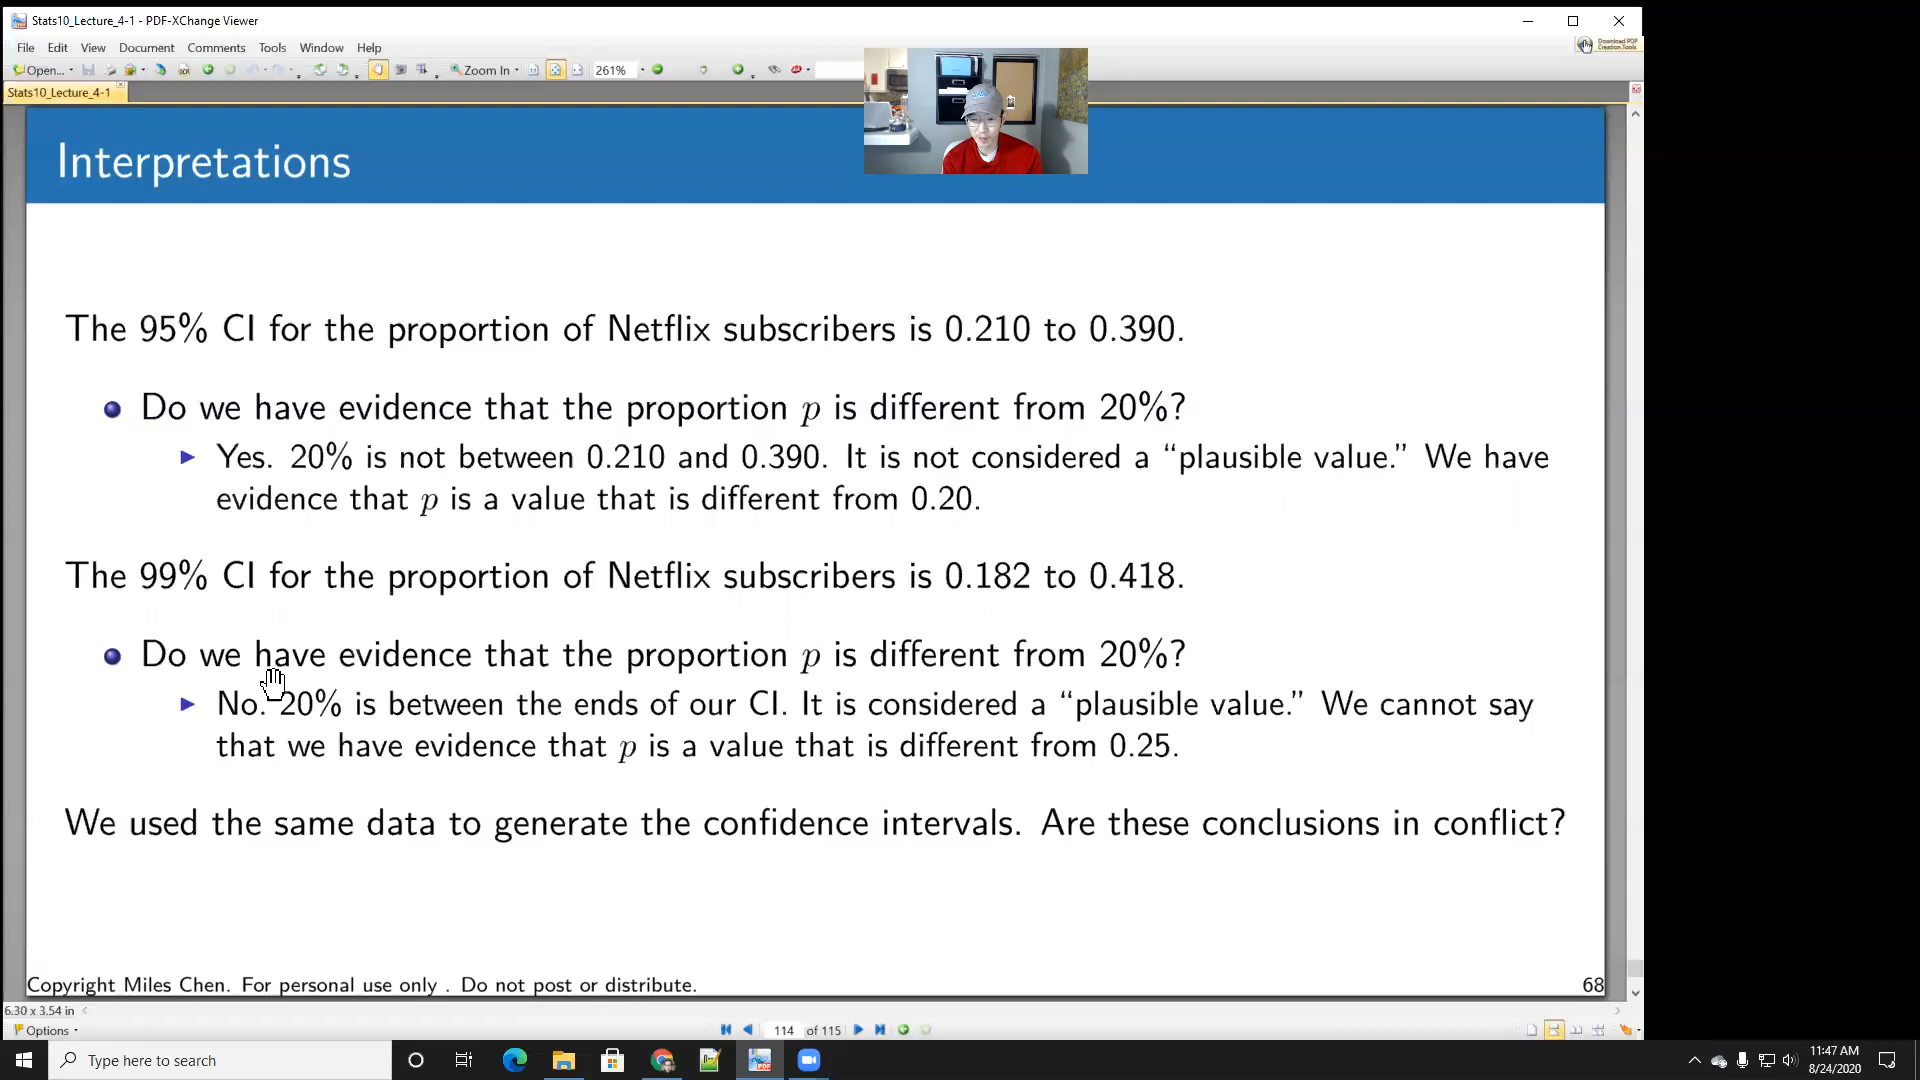 Stats10_Lecture_4-1 - PDF-XChange Viewer
File Edit View Document Comments Tools Window Help
Download PDF
Creation Tools
Open...
Zoom In
261%
Stats10_Lecture_4-1
Interpretations
The 95% CI for the proportion of Netflix subscribers is 0.210 to 0.390.
Do we have evidence that the proportion p is different from 20%?
Yes. 20% is not between 0.210 and 0.390. It is not considered a “plausible value.” We have
evidence that p is a value that is different from 0.20.
The 99% CI for the proportion of Netflix subscribers is 0.182 to 0.418.
Do we have evidence that the proportion p is different from 20%?
No. 20% is between the ends of our CI. It is considered a “plausible value.” We cannot say
that we have evidence that p is a value that is different from 0.25.
We used the same data to generate the confidence intervals. Are these conclusions in conflict?
Copyright Miles Chen. For personal use only . Do not post or distribute.
68
6.30 x 3.54 in
Options
114 of 115
Type here to search
11:47 AM
8/24/2020